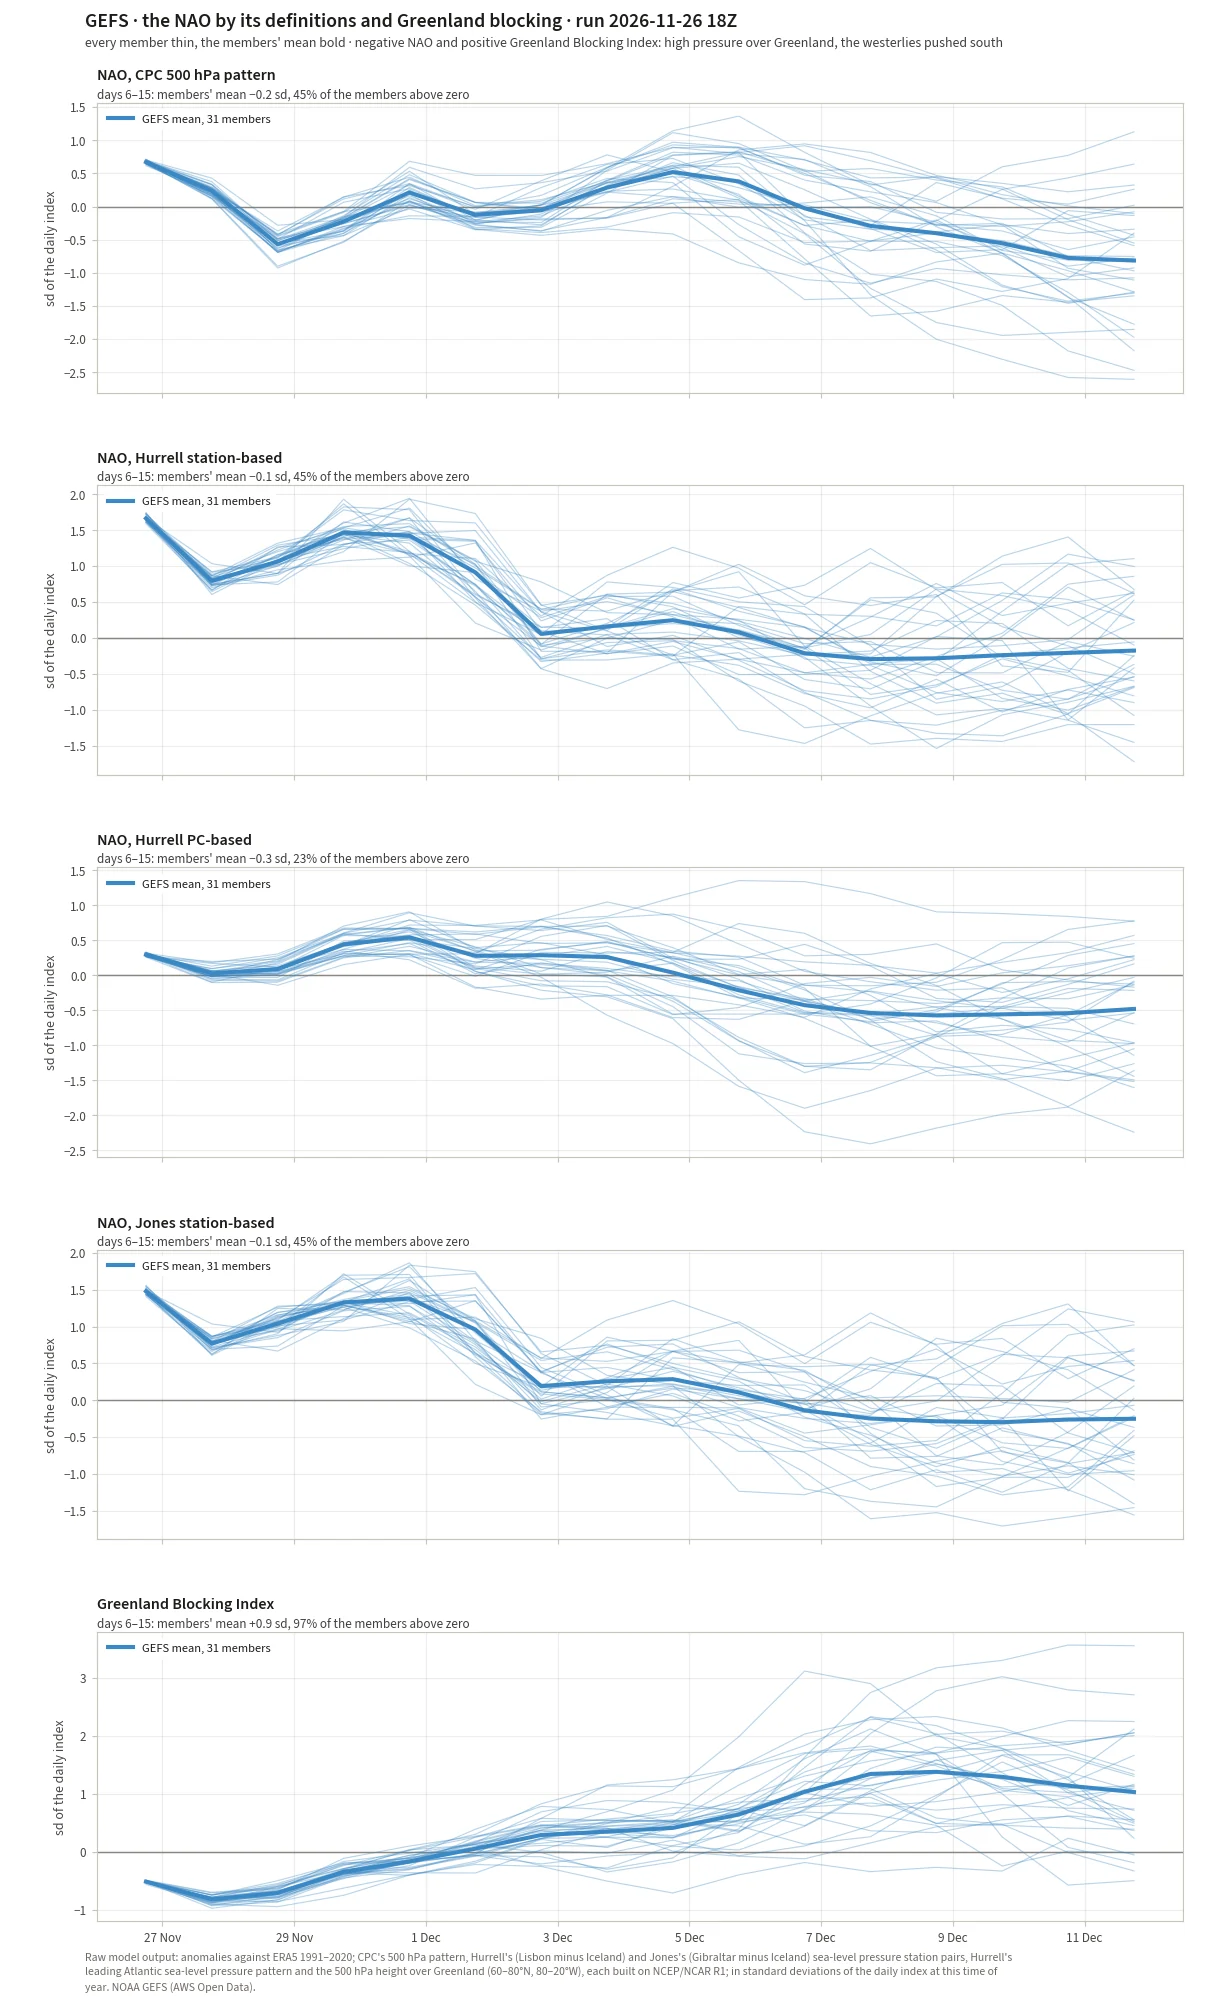 GEFS · the NAO by its definitions and Greenland blocking · run 2026-11-26 18Z
every member thin, the members' mean bold · negative NAO and positive Greenland Blocking Index: high pressure over Greenland, the westerlies pushed south
NAO, CPC 500 hPa pattern
days 6–15: members' mean −0.2 sd, 45% of the members above zero
GEFS mean, 31 members
sd of the daily index
1.5
1.0
0.5
0.0
−0.5
−1.0
−1.5
−2.0
−2.5
NAO, Hurrell station-based
days 6–15: members' mean −0.1 sd, 45% of the members above zero
GEFS mean, 31 members
sd of the daily index
2.0
1.5
1.0
0.5
0.0
−0.5
−1.0
−1.5
NAO, Hurrell PC-based
days 6–15: members' mean −0.3 sd, 23% of the members above zero
GEFS mean, 31 members
sd of the daily index
1.5
1.0
0.5
0.0
−0.5
−1.0
−1.5
−2.0
−2.5
NAO, Jones station-based
days 6–15: members' mean −0.1 sd, 45% of the members above zero
GEFS mean, 31 members
sd of the daily index
2.0
1.5
1.0
0.5
0.0
−0.5
−1.0
−1.5
Greenland Blocking Index
days 6–15: members' mean +0.9 sd, 97% of the members above zero
GEFS mean, 31 members
sd of the daily index
3
2
1
0
−1
27 Nov 29 Nov 1 Dec 3 Dec 5 Dec 7 Dec 9 Dec 11 Dec
Raw model output: anomalies against ERA5 1991–2020; CPC's 500 hPa pattern, Hurrell's (Lisbon minus Iceland) and Jones's (Gibraltar minus Iceland) sea-level pressure station pairs, Hurrell's
leading Atlantic sea-level pressure pattern and the 500 hPa height over Greenland (60–80°N, 80–20°W), each built on NCEP/NCAR R1; in standard deviations of the daily index at this time of
year. NOAA GEFS (AWS Open Data).